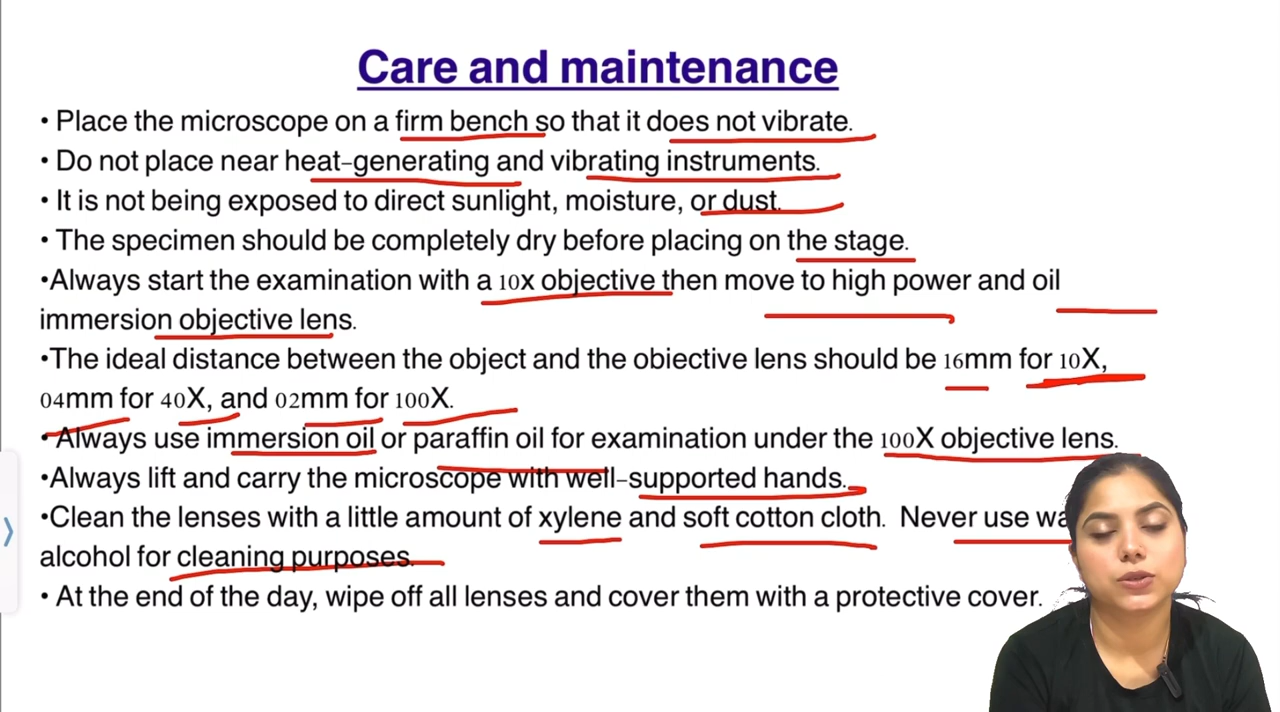 Care and maintenance
• Place the microscope on a firm bench so that it does not vibrate.
• Do not place near heat-generating and vibrating instruments.
• It is not being exposed to direct sunlight, moisture, or dust.
• The specimen should be completely dry before placing on the stage.
•Always start the examination with a 10x objective then move to high power and oil
immersion objective lens.
•The ideal distance between the object and the obiective lens should be 16mm for 10X,
04mm for 40X, and 02mm for 100X.
• Always use immersion oil or paraffin oil for examination under the 100X objective lens.
•Always lift and carry the microscope with well-supported hands.
•Clean the lenses with a little amount of xylene and soft cotton cloth. Never use
alcohol for cleaning purposes.
• At the end of the day, wipe off all lenses and cover them with a protective cover.